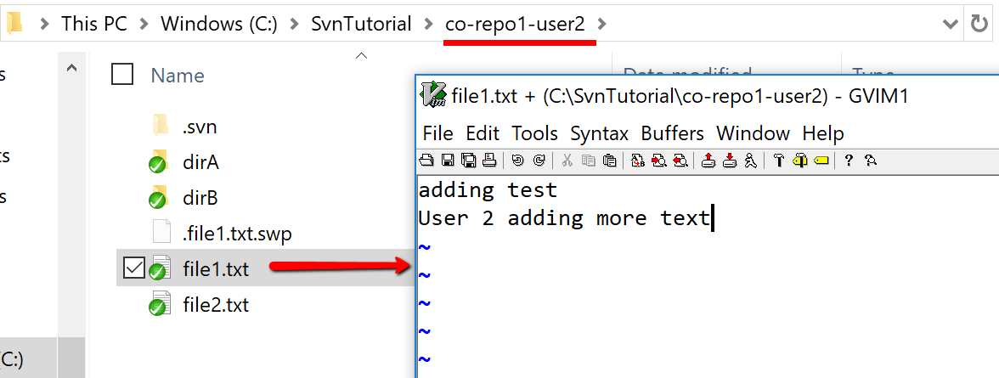 This PC > Windows (C:) > SvnTutorial > co-repo1-user2 >
Name
Date modified
Type
.svn
dirA
dirB
.file1.txt.swp
file1.txt
file2.txt
s
ts
s
(C:)
file1.txt + (C:\SvnTutorial\co-repo1-user2) - GVIM1
File Edit Tools Syntax Buffers Window Help
adding test
User 2 adding more text
~
~
~
~
~